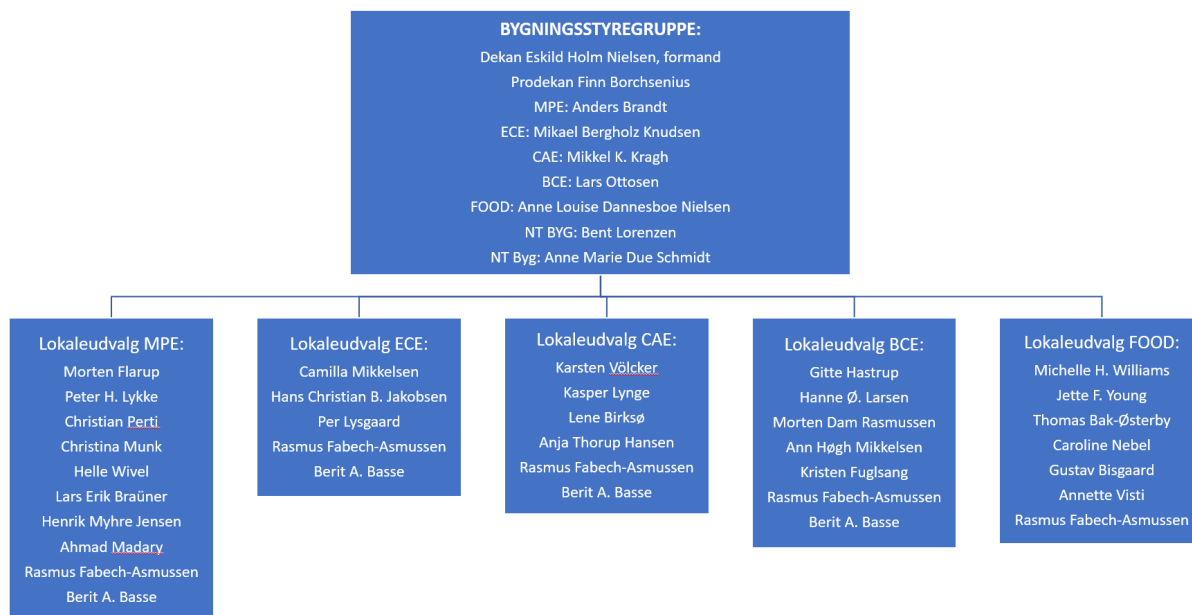 BYGNINGSSTYREGRUPPE:
Dekan Eskild Holm Nielsen, formand
Prodekan Finn Borchsenius
MPE: Anders Brandt
ECE: Mikael Bergholz Knudsen
CAE: Mikkel K. Kragh
BCE: Lars Ottosen
FOOD: Anne Louise Dannesboe Nielsen
NT BYG: Bent Lorenzen
NT Byg: Anne Marie Due Schmidt
Lokaleudvalg MPE:
Morten Flarup
Peter H. Lykke
Christian Perti
Christina Munk
Helle Wivel
Lars Erik Braüner
Henrik Myhre Jensen
Ahmad Madary
Rasmus Fabech-Asmussen
Berit A. Basse
Lokaleudvalg ECE:
Camilla Mikkelsen
Hans Christian B. Jakobsen
Per Lysgaard
Rasmus Fabech-Asmussen
Berit A. Basse
Lokaleudvalg CAE:
Karsten Völcker
Kasper Lynge
Lene Birksø
Anja Thorup Hansen
Rasmus Fabech-Asmussen
Berit A. Basse
Lokaleudvalg BCE:
Gitte Hastrup
Hanne Ø. Larsen
Morten Dam Rasmussen
Ann Høgh Mikkelsen
Kristen Fuglsang
Rasmus Fabech-Asmussen
Berit A. Basse
Lokaleudvalg FOOD:
Michelle H. Williams
Jette F. Young
Thomas Bak-Østerby
Caroline Nebel
Gustav Bisgaard
Annette Visti
Rasmus Fabech-Asmussen